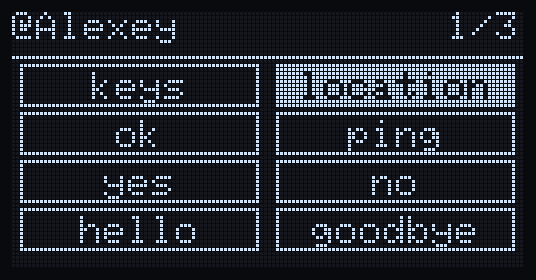 @Alexey 1/3
keys location
ok ping
yes no
hello goodbye